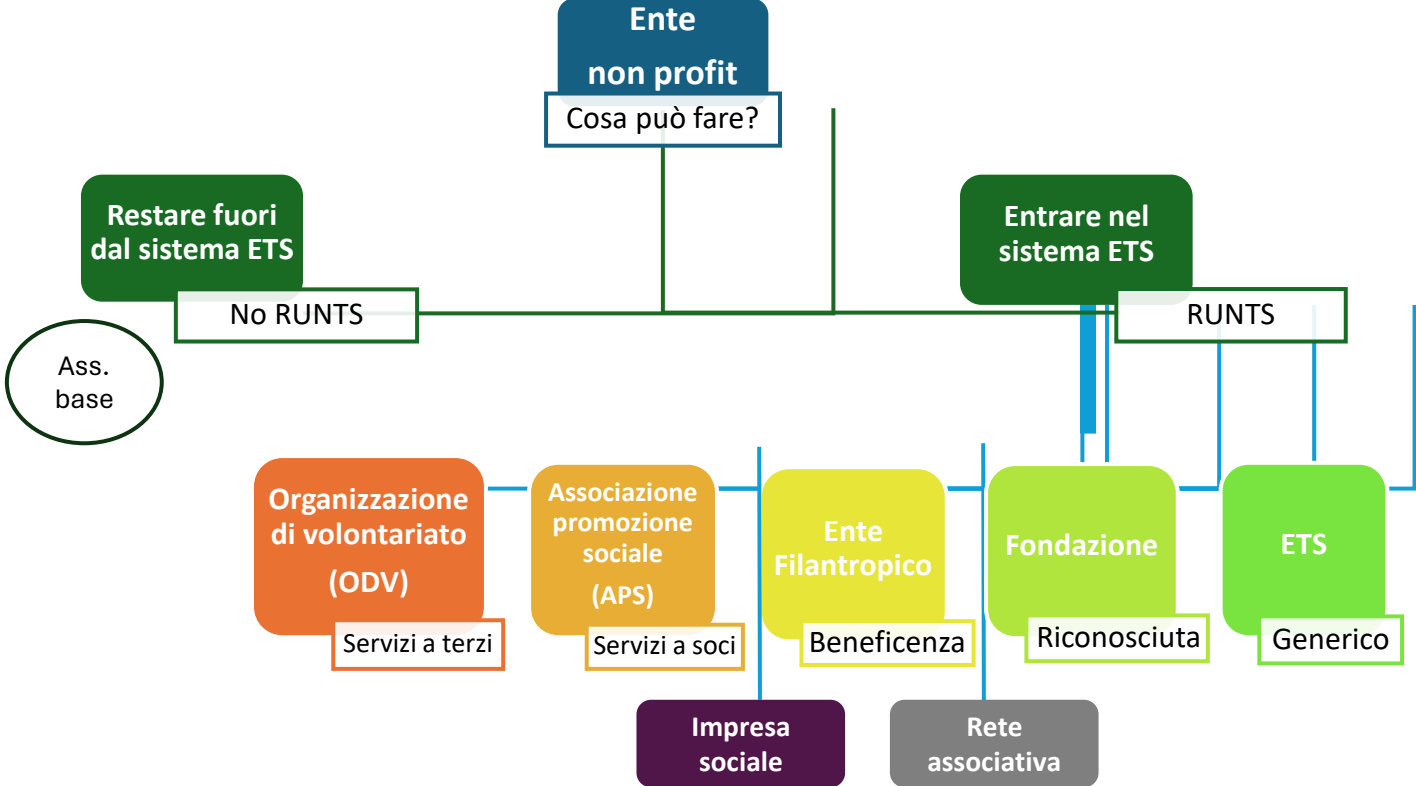 Ente
non profit
Cosa può fare?
Restare fuori
dal sistema ETS
No RUNTS
Entrare nel
sistema ETS
RUNTS
Ass.
base
Organizzazione
di volontariato
(ODV)
Servizi a terzi
Associazione
promozione
sociale
(APS)
Servizi a soci
Ente
Filantropico
Beneficenza
Fondazione
Riconosciuta
ETS
Generico
Impresa
sociale
Rete
associativa